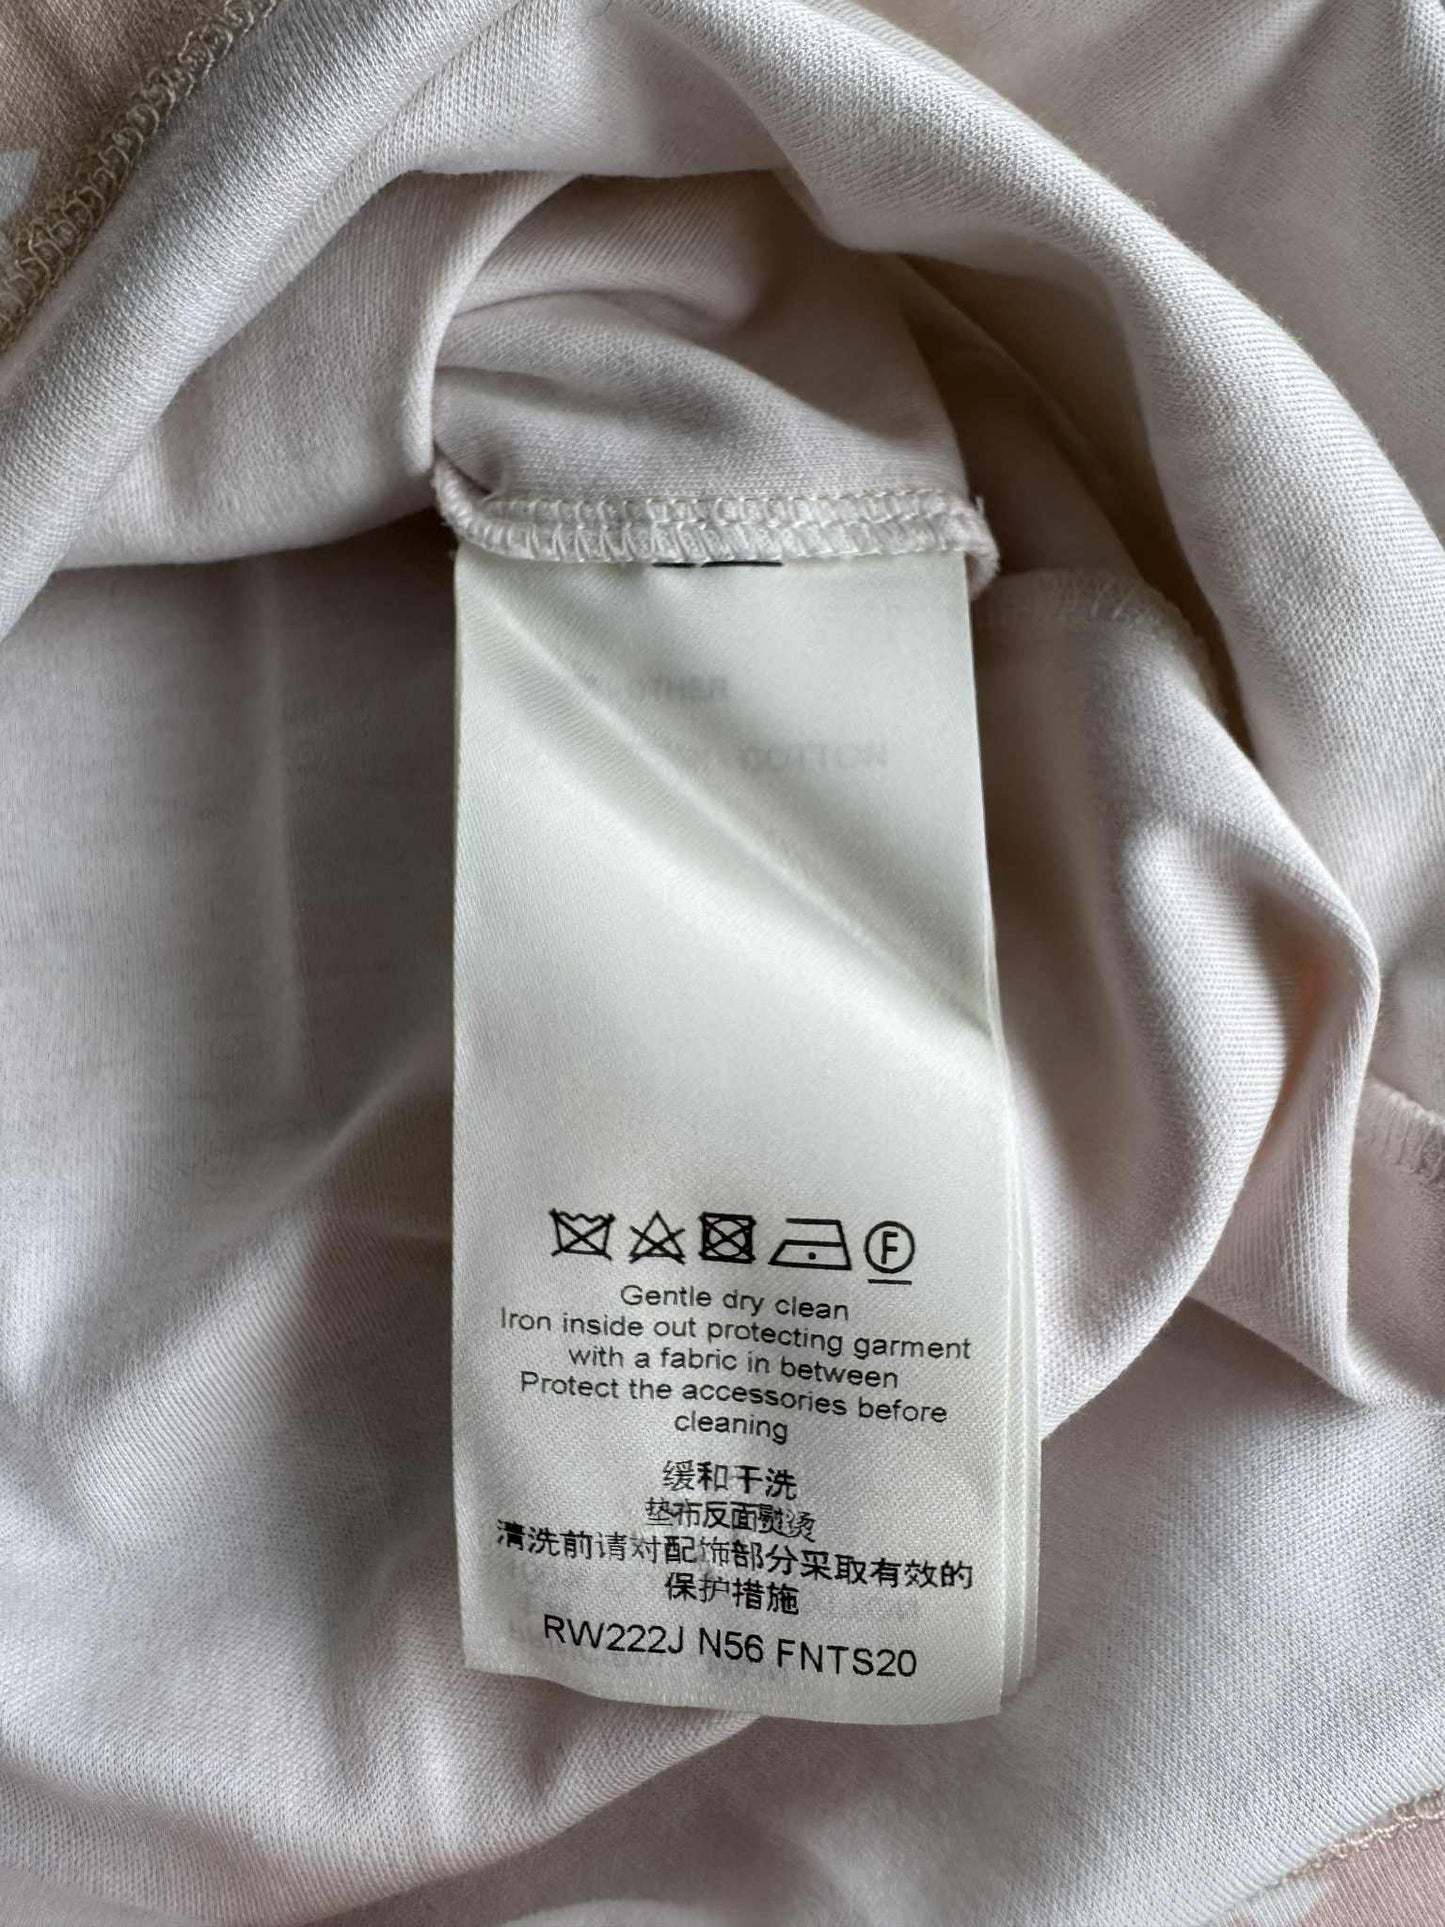 OTHER
COTTON
F
Gentle dry clean
Iron inside out protecting garment
with a fabric in between
Protect the accessories before
cleaning
缓和干洗
垫布反面熨烫
清洗前请对配饰部分采取有效的
保护措施
RW222J N56 FNTS20